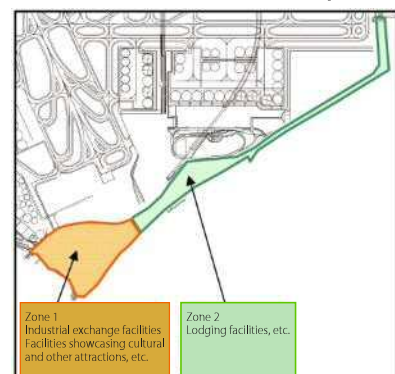 Zone 1
Industrial exchange facilities
Facilities showcasing cultural
and other attractions, etc.
Zone 2
Lodging facilities, etc.